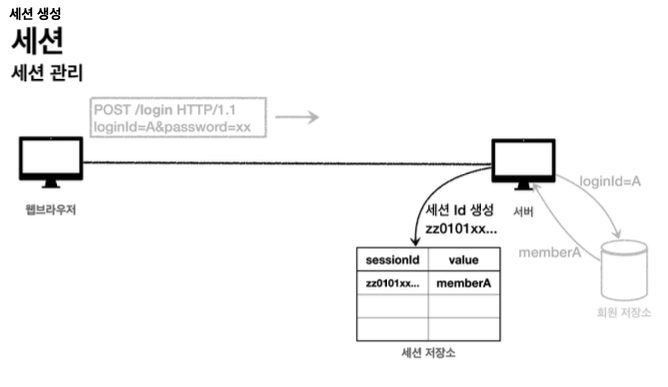 세션 생성
세션
세션 관리
POST /login HTTP/1.1
loginId=A&password=xx
웹브라우저
서버
loginId=A
세션 Id 생성
zz0101xx...
memberA
회원 저장소
sessionId value
zz0101xx... memberA
세션 저장소